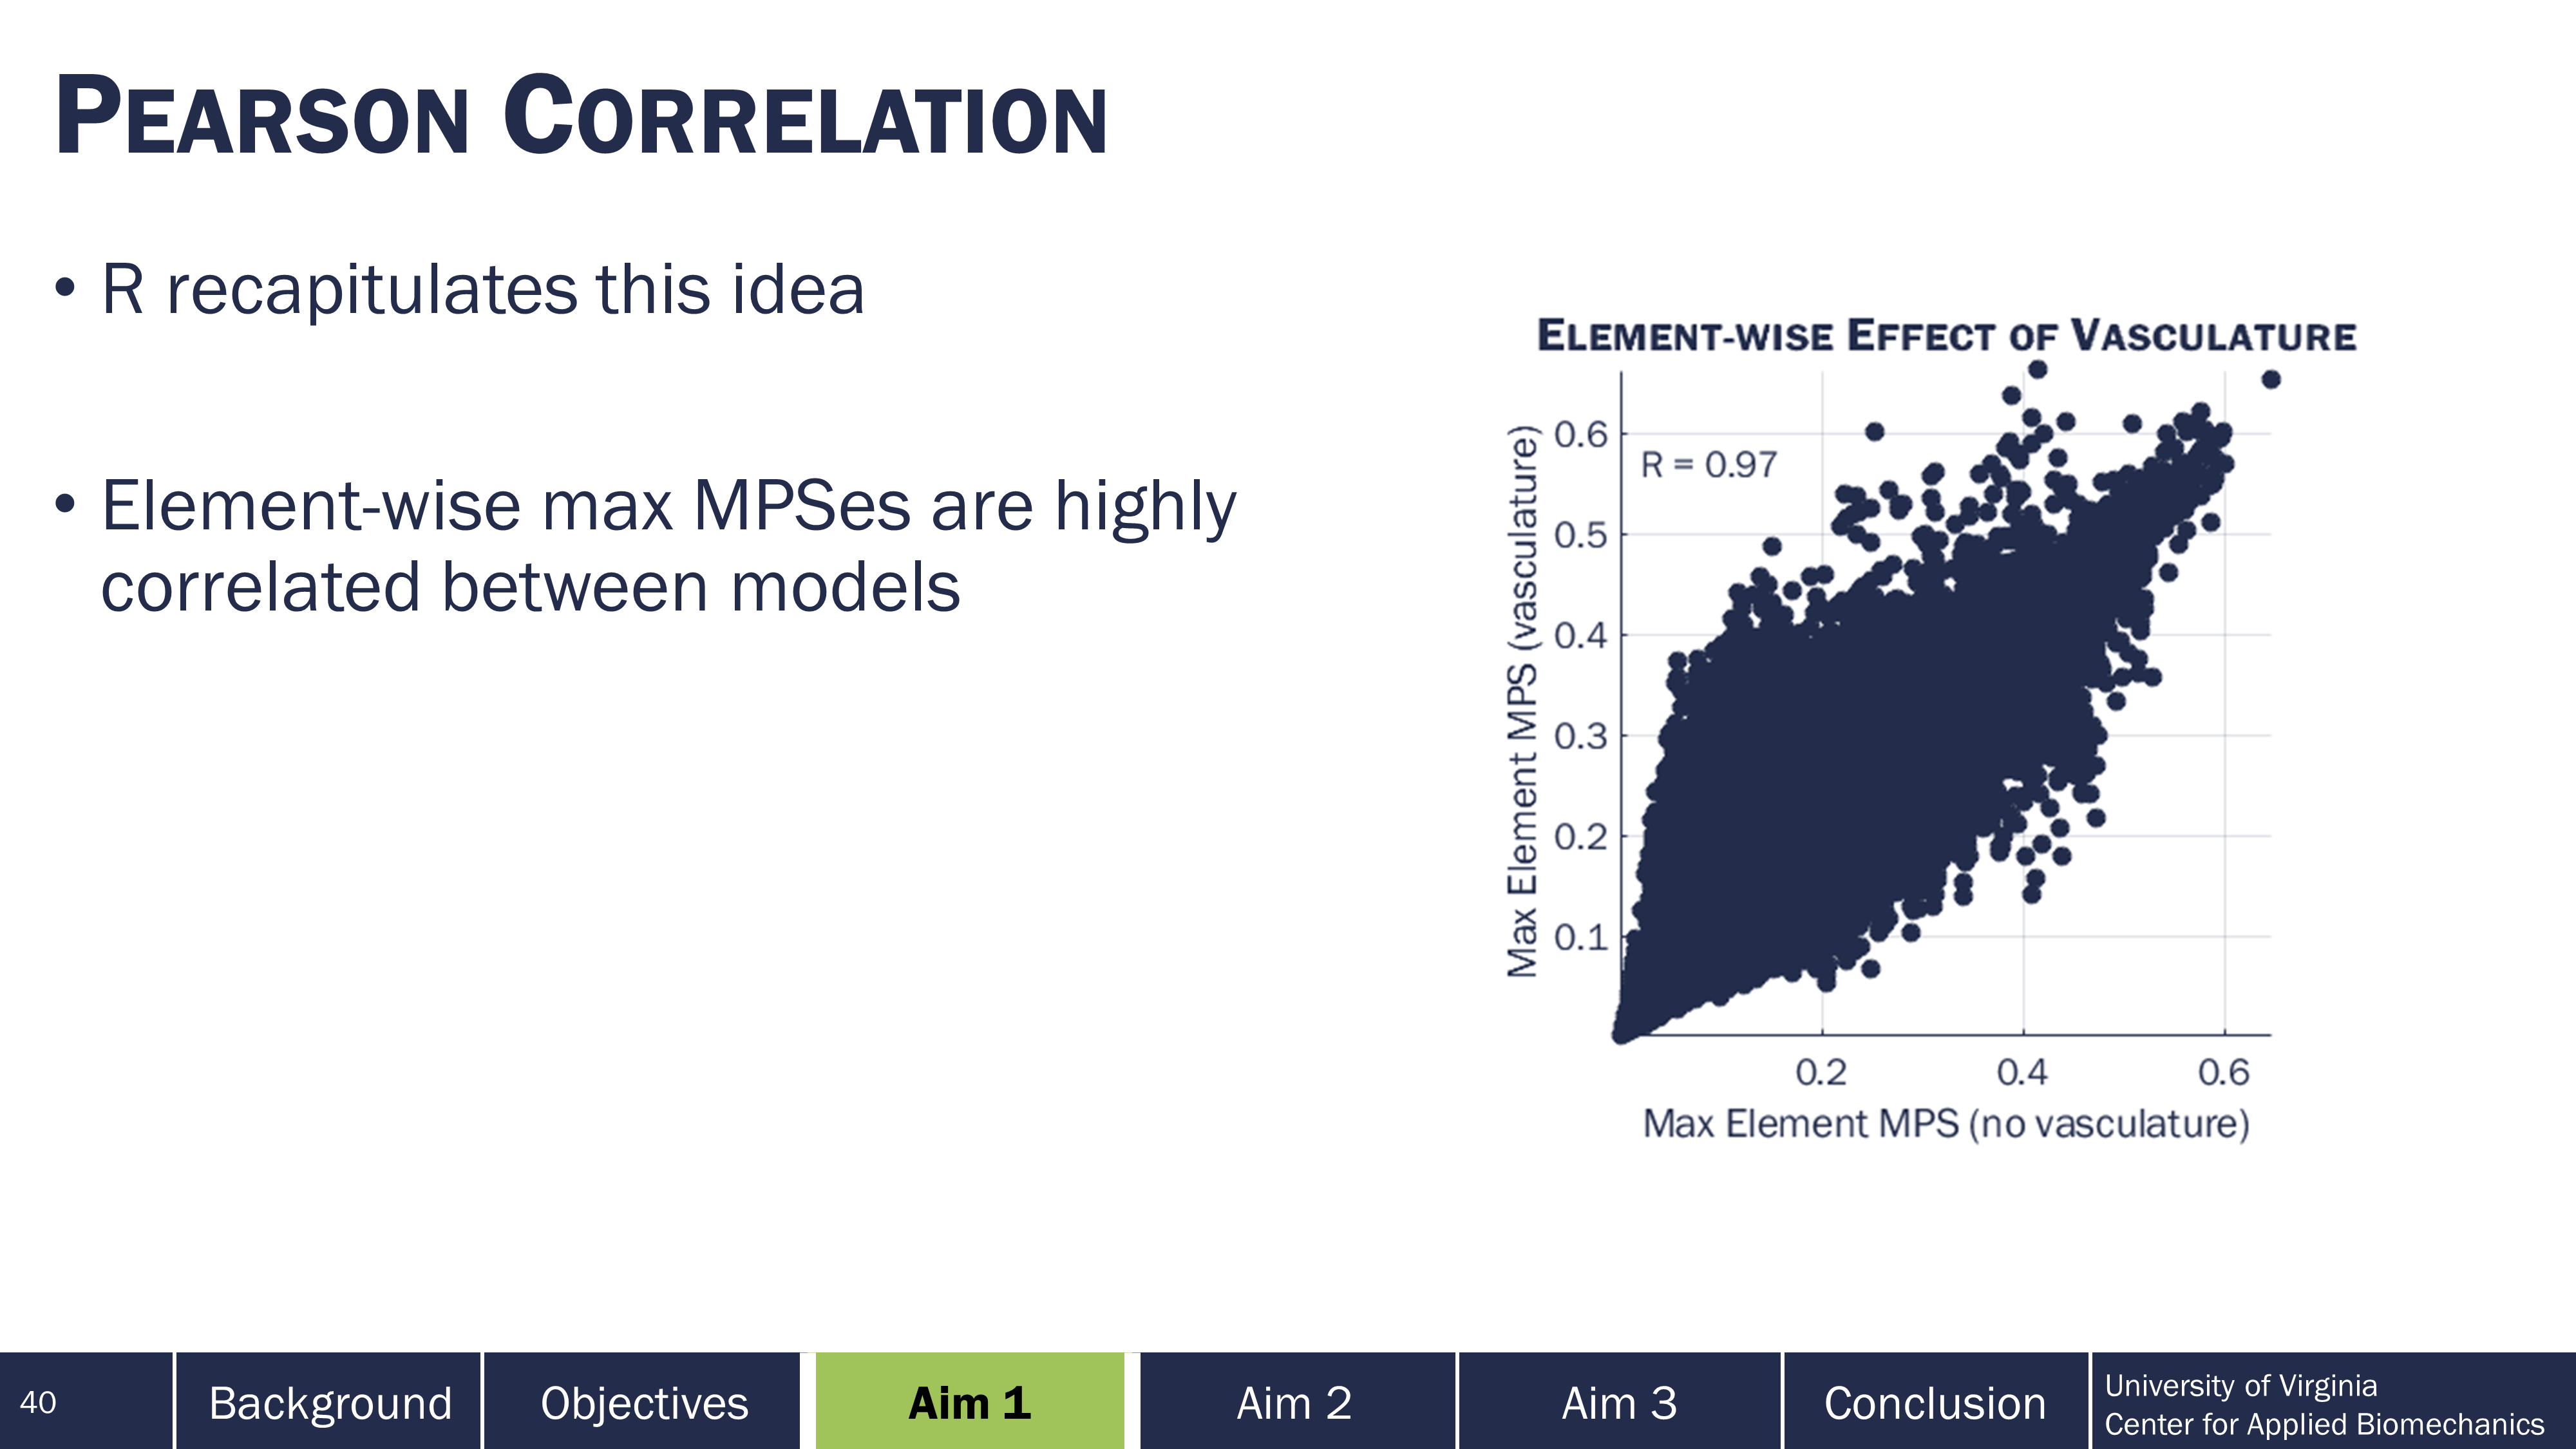 PEARSON CORRELATION
• R recapitulates this idea
• Element-wise max MPSes are highly
correlated between models
ELEMENT-WISE EFFECT OF VASCULATURE
Max Element MPS (vasculature)
0.6
R = 0.97
0.5
0.4
0.3
0.2
0.1
0.2 0.4 0.6
Max Element MPS (no vasculature)
40 Background Objectives Aim 1 Aim 2 Aim 3 Conclusion
University of Virginia
Center for Applied Biomechanics